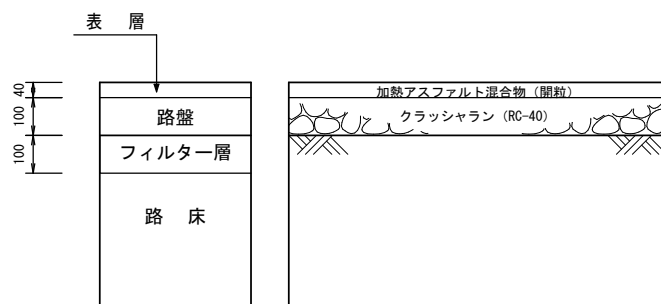 表 層
40
100
100
路盤
フィルター層
路 床
加熱アスファルト混合物（開粒）
クラッシャラン（RC-40）